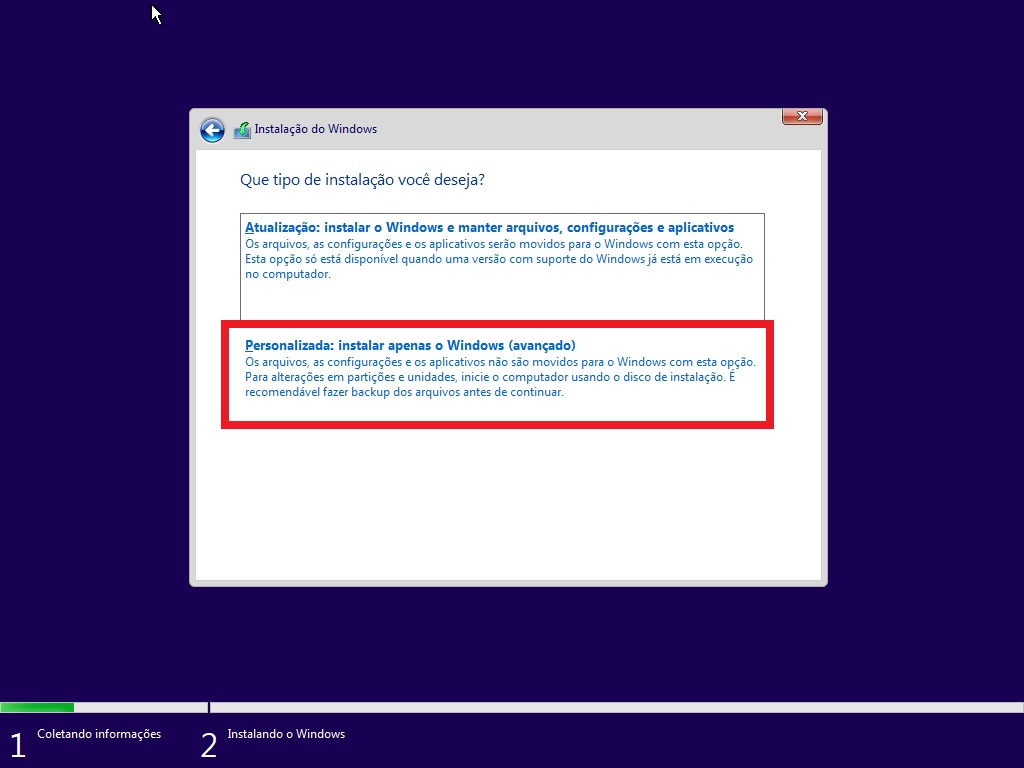 Instalação do Windows
Que tipo de instalação você deseja?
Atualização: instalar o Windows e manter arquivos, configurações e aplicativos
Os arquivos, as configurações e os aplicativos serão movidos para o Windows com esta opção.
Esta opção só está disponível quando uma versão com suporte do Windows já está em execução
no computador.
Personalizada: instalar apenas o Windows (avançado)
Os arquivos, as configurações e os aplicativos não são movidos para o Windows com esta opção.
Para alterações em partições e unidades, inicie o computador usando o disco de instalação. É
recomendável fazer backup dos arquivos antes de continuar.
1 Coletando informações
2 Instalando o Windows